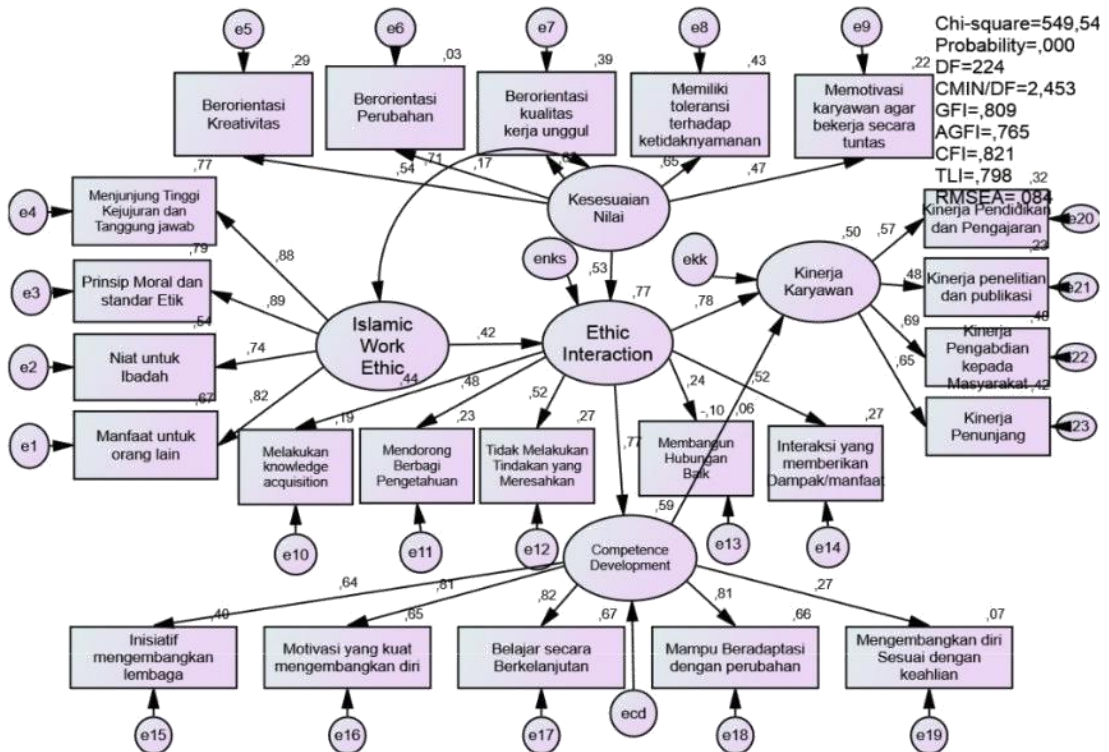 e5
e6
e7
e8
e9
Chi-square=549,54
Probability=,000
DF=224
CMIN/DF=2,453
GFI=,809
AGFI=,765
CFI=,821
TLI=,798
RMSEA=,084
,29
Berorientasi
Kreativitas
,03
Berorientasi
Perubahan
,39
Berorientasi
kualitas
kerja unggul
,43
Memiliki
toleransi
terhadap
ketidaknyamanan
,22
Memotivasi
karyawan agar
bekerja secara
tuntas
,54
,71
,17
,65
,47
Kesesuaian
Nilai
e4
,77
Menjunjung Tinggi
Kejujuran dan
Tanggung jawab
e3
,79
Prinsip Moral dan
standar Etik
e2
,54
Niat untuk
Ibadah
e1
,67
Manfaat untuk
orang lain
,88
,89
,74
,82
Islamic
Work
Ethic
,42
enks
,53
,77
Ethic
Interaction
,78
ekk
,50
Kinerja
Karyawan
,57
,48
,69
,65
,32
Kinerja Pendidikan
dan Pengajaran
e20
,23
Kinerja penelitian
dan publikasi
e21
,48
Kinerja
Pengabdian
kepada
Masyarakat
e22
,42
Kinerja
Penunjang
e23
,44
,48
,52
,24
,52
,77
-,10
,19
Melakukan
knowledge
acquisition
e10
,23
Mendorong
Berbagi
Pengetahuan
e11
,27
Tidak Melakukan
Tindakan yang
Meresahkan
e12
,06
Membangun
Hubungan
Baik
e13
,27
Interaksi yang
memberikan
Dampak/manfaat
e14
,59
Competence
Development
,64
,81
,82
,81
,27
,40
Inisiatif
mengembangkan
lembaga
e15
,65
Motivasi yang kuat
mengembangkan diri
e16
,67
Belajar secara
Berkelanjutan
e17
ecd
,66
Mampu Beradaptasi
dengan perubahan
e18
,07
Mengembangkan diri
Sesuai dengan
keahlian
e19